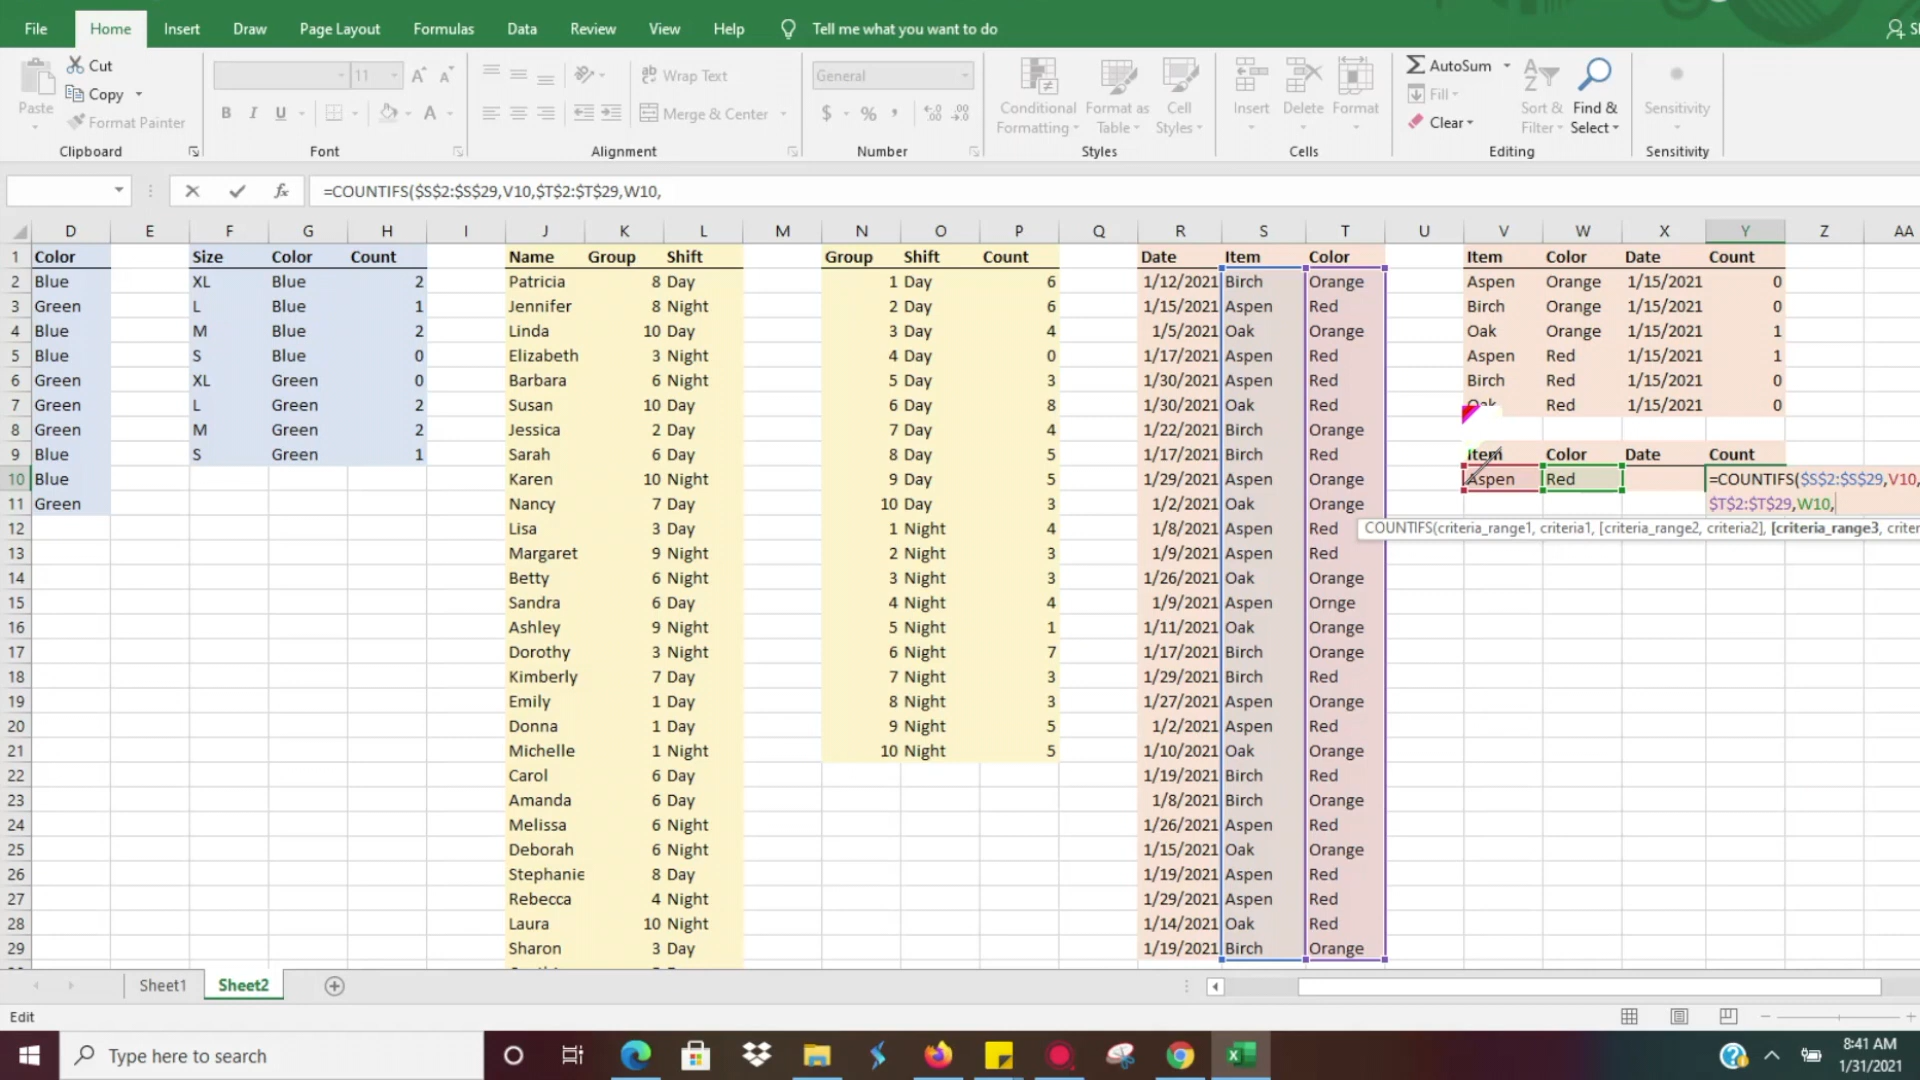 File Home Insert Draw Page Layout Formulas Data Review View Help Tell me what you want to do
Cut
Copy
Format Painter
Paste
Clipboard
11
B I U A
Font
Wrap Text
Merge & Center
Alignment
General
$ % ,
Number
Conditional Formatting
Format as Table
Cell Styles
Styles
Insert Delete Format
Cells
AutoSum
Fill
Clear
Sort & Filter
Find & Select
Editing
Sensitivity
Sensitivity
fx =COUNTIFS($S$2:$S$29,V10,$T$2:$T$29,W10,
D E F G H I J K L M N O P Q R S T U V W X Y Z AA
1 Color Size Color Count Name Group Shift Group Shift Count Date Item Color Item Color Date Count
2 Blue XL Blue 2 Patricia 8 Day 1 Day 6 1/12/2021 Birch Orange Aspen Orange 1/15/2021 0
3 Green L Blue 1 Jennifer 8 Night 2 Day 6 1/15/2021 Aspen Red Birch Orange 1/15/2021 0
4 Blue M Blue 2 Linda 10 Day 3 Day 4 1/5/2021 Oak Orange Oak Orange 1/15/2021 1
5 Blue S Blue 0 Elizabeth 3 Night 4 Day 0 1/17/2021 Aspen Red Aspen Red 1/15/2021 1
6 Green XL Green 0 Barbara 6 Night 5 Day 3 1/30/2021 Aspen Red Birch Red 1/15/2021 0
7 Green L Green 2 Susan 10 Day 6 Day 8 1/30/2021 Oak Red Oak Red 1/15/2021 0
8 Green M Green 2 Jessica 2 Day 7 Day 4 1/22/2021 Birch Orange
9 Blue S Green 1 Sarah 6 Day 8 Day 5 1/17/2021 Birch Red Item Color Date Count
10 Blue Karen 10 Night 9 Day 5 1/29/2021 Aspen Orange Aspen Red =COUNTIFS($S$2:$S$29,V10,
11 Green Nancy 7 Day 10 Day 3 1/2/2021 Oak Orange $T$2:$T$29,W10,
12 Lisa 3 Day 1 Night 4 1/8/2021 Aspen Red COUNTIFS(criteria_range1, criteria1, [criteria_range2, criteria2], [criteria_range3,
13 Margaret 9 Night 2 Night 3 1/9/2021 Aspen Red
14 Betty 6 Night 3 Night 3 1/26/2021 Oak Orange
15 Sandra 6 Day 4 Night 4 1/9/2021 Aspen Ornge
16 Ashley 9 Night 5 Night 1 1/11/2021 Oak Orange
17 Dorothy 3 Night 6 Night 7 1/17/2021 Birch Orange
18 Kimberly 7 Day 7 Night 3 1/29/2021 Birch Red
19 Emily 1 Day 8 Night 3 1/27/2021 Aspen Orange
20 Donna 1 Day 9 Night 5 1/2/2021 Aspen Red
21 Michelle 1 Night 10 Night 5 1/10/2021 Oak Orange
22 Carol 6 Day 1/19/2021 Birch Red
23 Amanda 6 Day 1/8/2021 Birch Orange
24 Melissa 6 Night 1/26/2021 Aspen Red
25 Deborah 6 Night 1/15/2021 Oak Orange
26 Stephanie 8 Day 1/19/2021 Aspen Red
27 Rebecca 4 Night 1/29/2021 Aspen Red
28 Laura 10 Night 1/14/2021 Oak Red
29 Sharon 3 Day 1/19/2021 Birch Orange
Sheet1 Sheet2
Edit
Type here to search
8:41 AM
1/31/2021